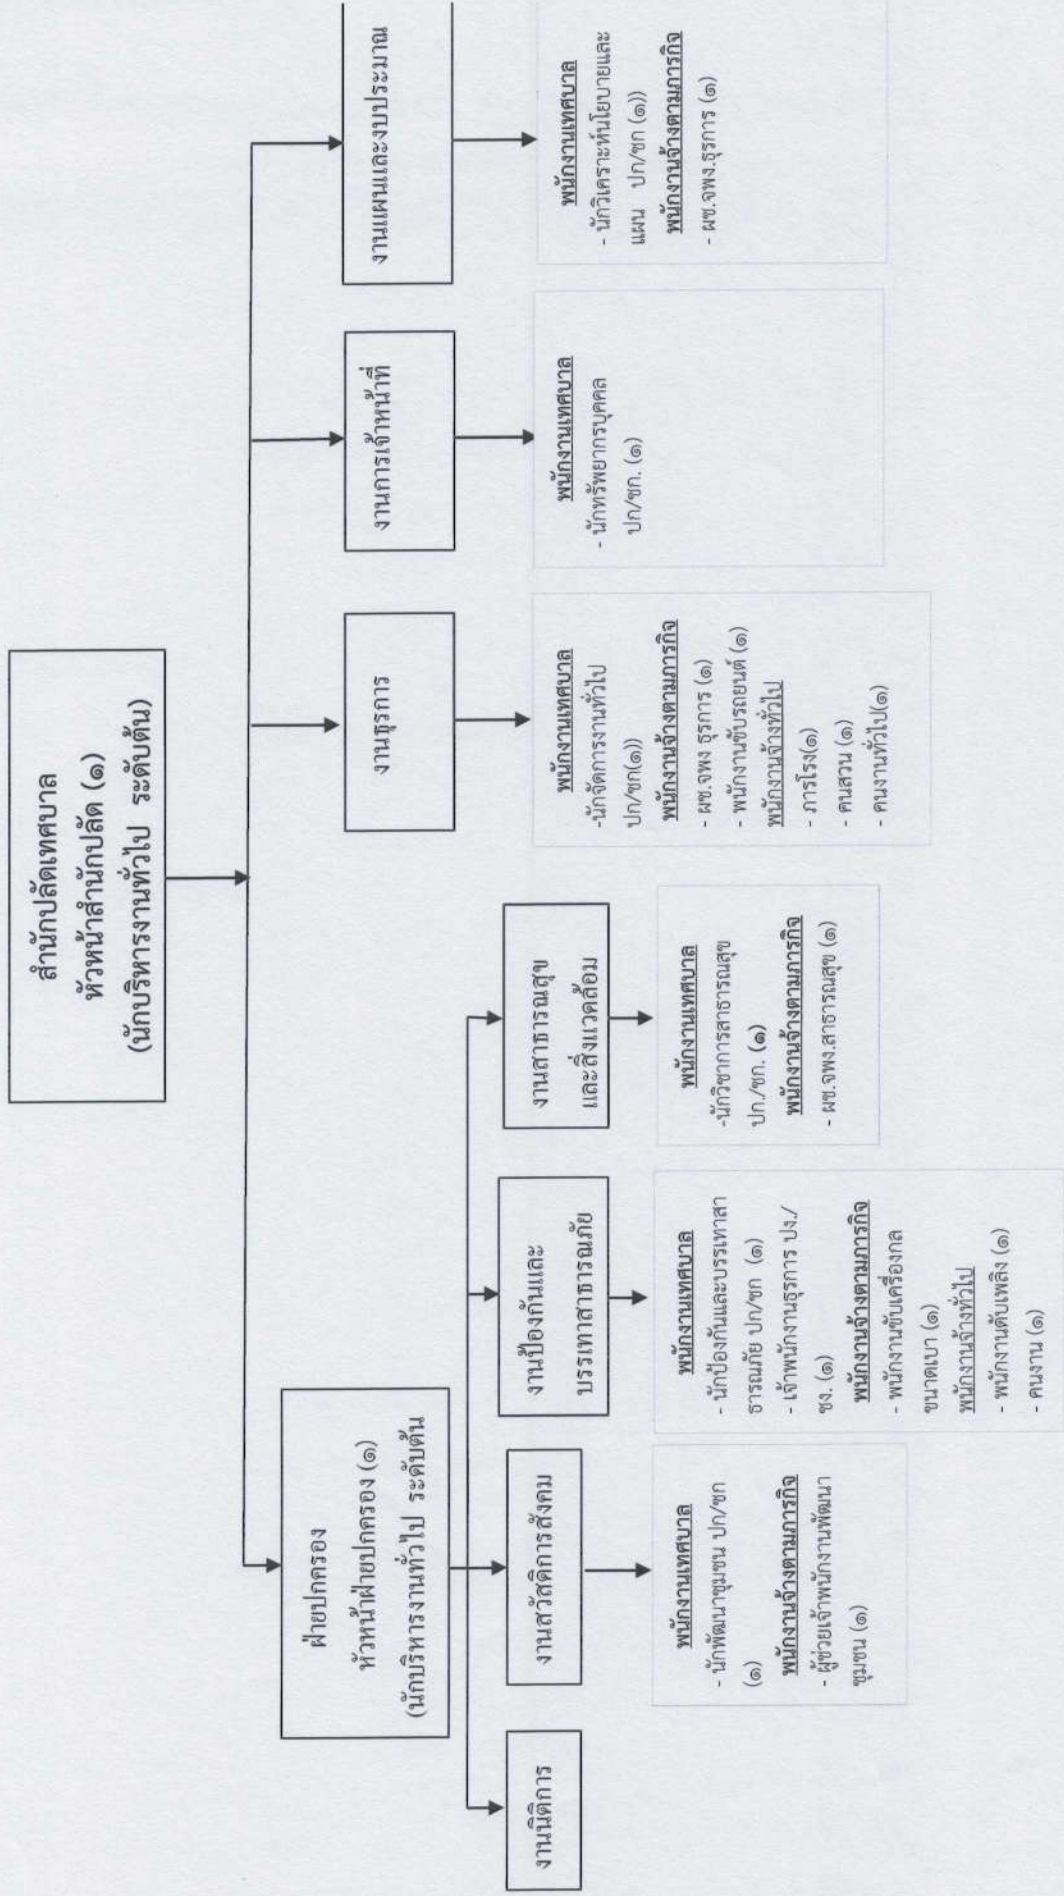 สำนักปลัดเทศบาล
หัวหน้าสำนักปลัด (๑)
(นักบริหารงานทั่วไป ระดับต้น)
ฝ่ายปกครอง
หัวหน้าฝ่ายปกครอง (๑)
(นักบริหารงานทั่วไป ระดับต้น
งานธุรการ
งานการเจ้าหน้าที่
งานแผนและงบประมาณ
งานนิติการ
งานสวัสดิการสังคม
งานป้องกันและ
บรรเทาสาธารณภัย
งานสาธารณสุข
และสิ่งแวดล้อม
พนักงานเทศบาล
- นักพัฒนาชุมชน ปก/ชก
(๑)
พนักงานจ้างตามภารกิจ
- ผู้ช่วยเจ้าพนักงานพัฒนา
ชุมชน (๑)
พนักงานเทศบาล
- นักป้องกันและบรรเทาสา
ธารณภัย ปก/ชก (๑)
- เจ้าพนักงานธุรการ ปง./
ชง. (๑)
พนักงานจ้างตามภารกิจ
- พนักงานขับเครื่องกล
ขนาดเบา (๑)
พนักงานจ้างทั่วไป
- พนักงานดับเพลิง (๑)
- คนงาน (๑)
พนักงานเทศบาล
-นักวิชาการสาธารณสุข
ปก./ชก. (๑)
พนักงานจ้างตามภารกิจ
- ผช.จพง.สาธารณสุข (๑)
พนักงานเทศบาล
-นักจัดการงานทั่วไป
ปก/ชก(๑))
พนักงานจ้างตามภารกิจ
- ผช.จพง ธุรการ (๑)
- พนักงานขับรถยนต์ (๑)
พนักงานจ้างทั่วไป
- ภารโรง(๑)
- คนสวน (๑)
- คนงานทั่วไป(๑)
พนักงานเทศบาล
- นักทรัพยากรบุคคล
ปก/ชก. (๑)
พนักงานเทศบาล
- นักวิเคราะห์นโยบายและ
แผน ปก/ชก (๑))
พนักงานจ้างตามภารกิจ
- ผช.จพง.ธุรการ (๑)